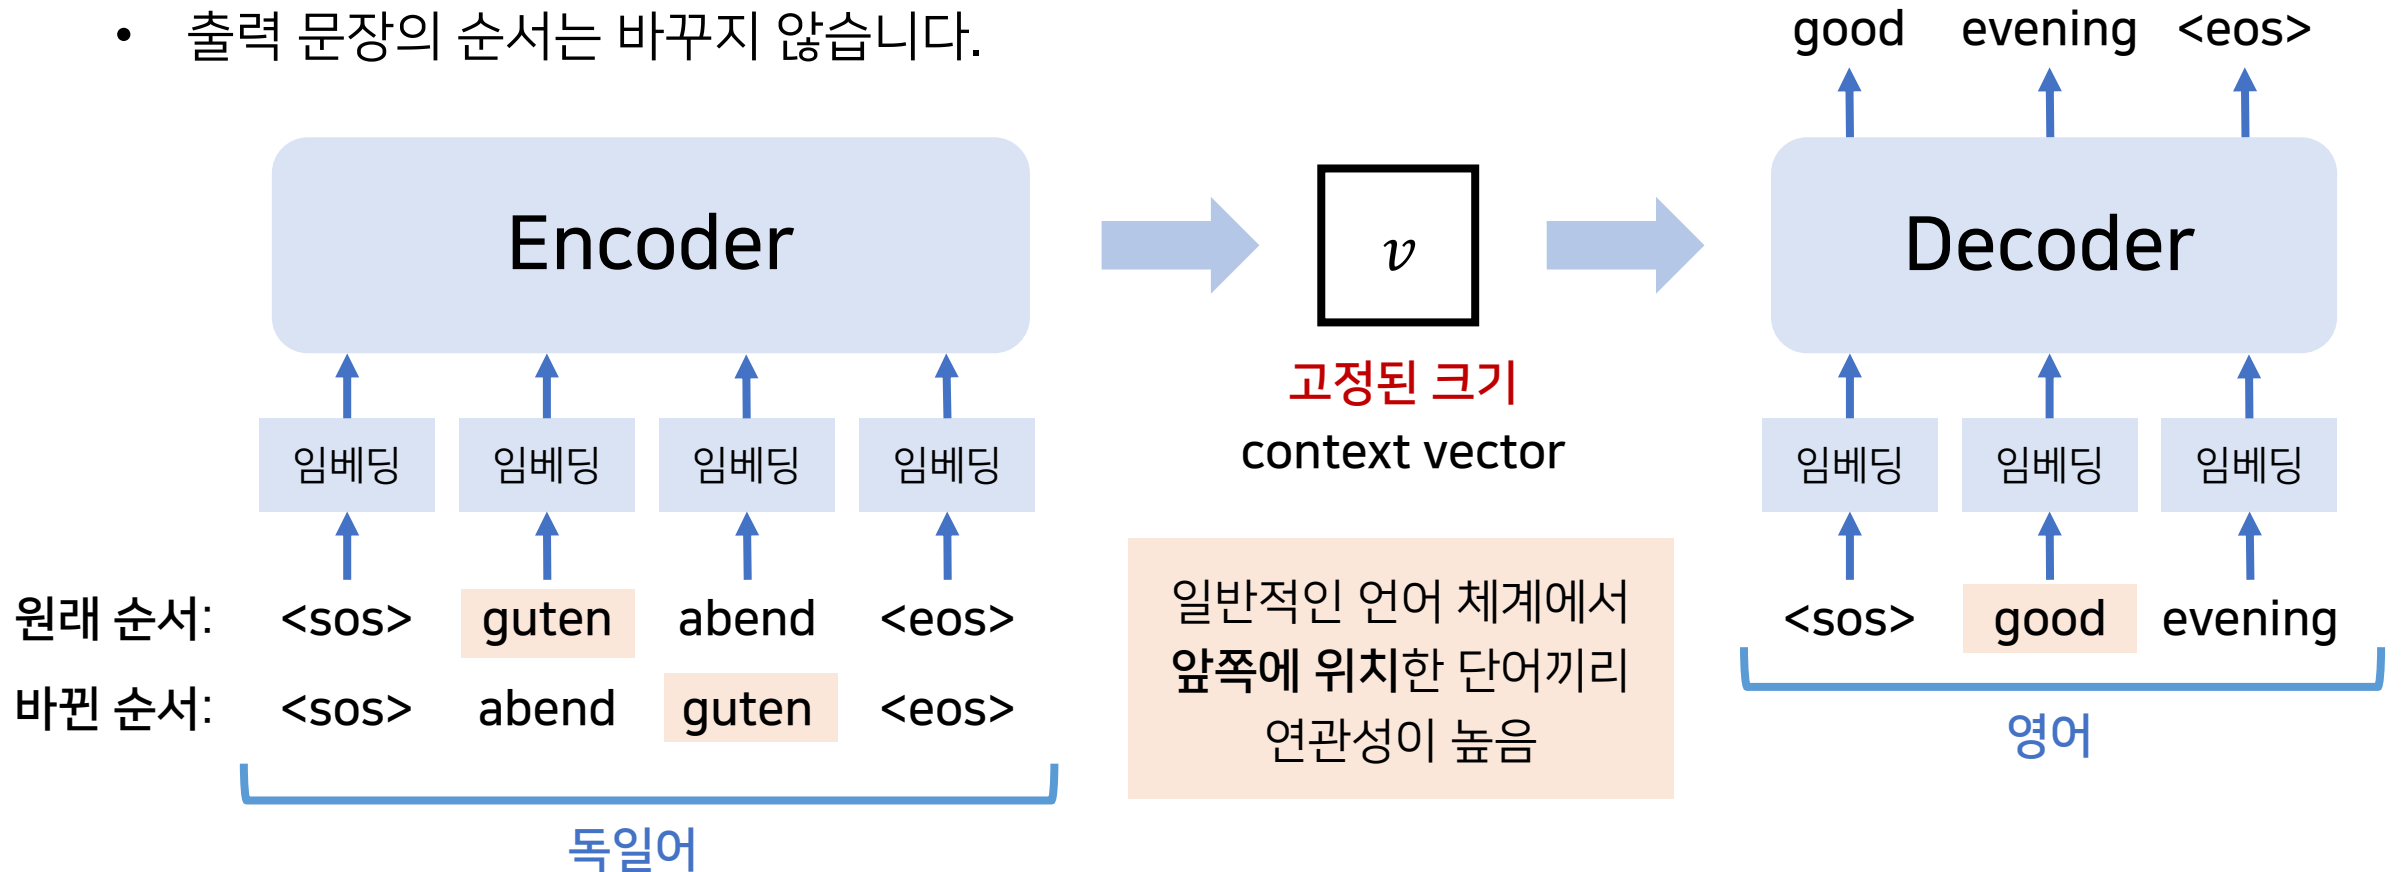 • 출력 문장의 순서는 바꾸지 않습니다.
good evening <eos>
Encoder
v
Decoder
고정된 크기
context vector
임베딩 임베딩 임베딩 임베딩
임베딩 임베딩 임베딩
원래 순서: <sos> guten abend <eos>
바뀐 순서: <sos> abend guten <eos>
독일어
일반적인 언어 체계에서
앞쪽에 위치한 단어끼리
연관성이 높음
<sos> good evening
영어